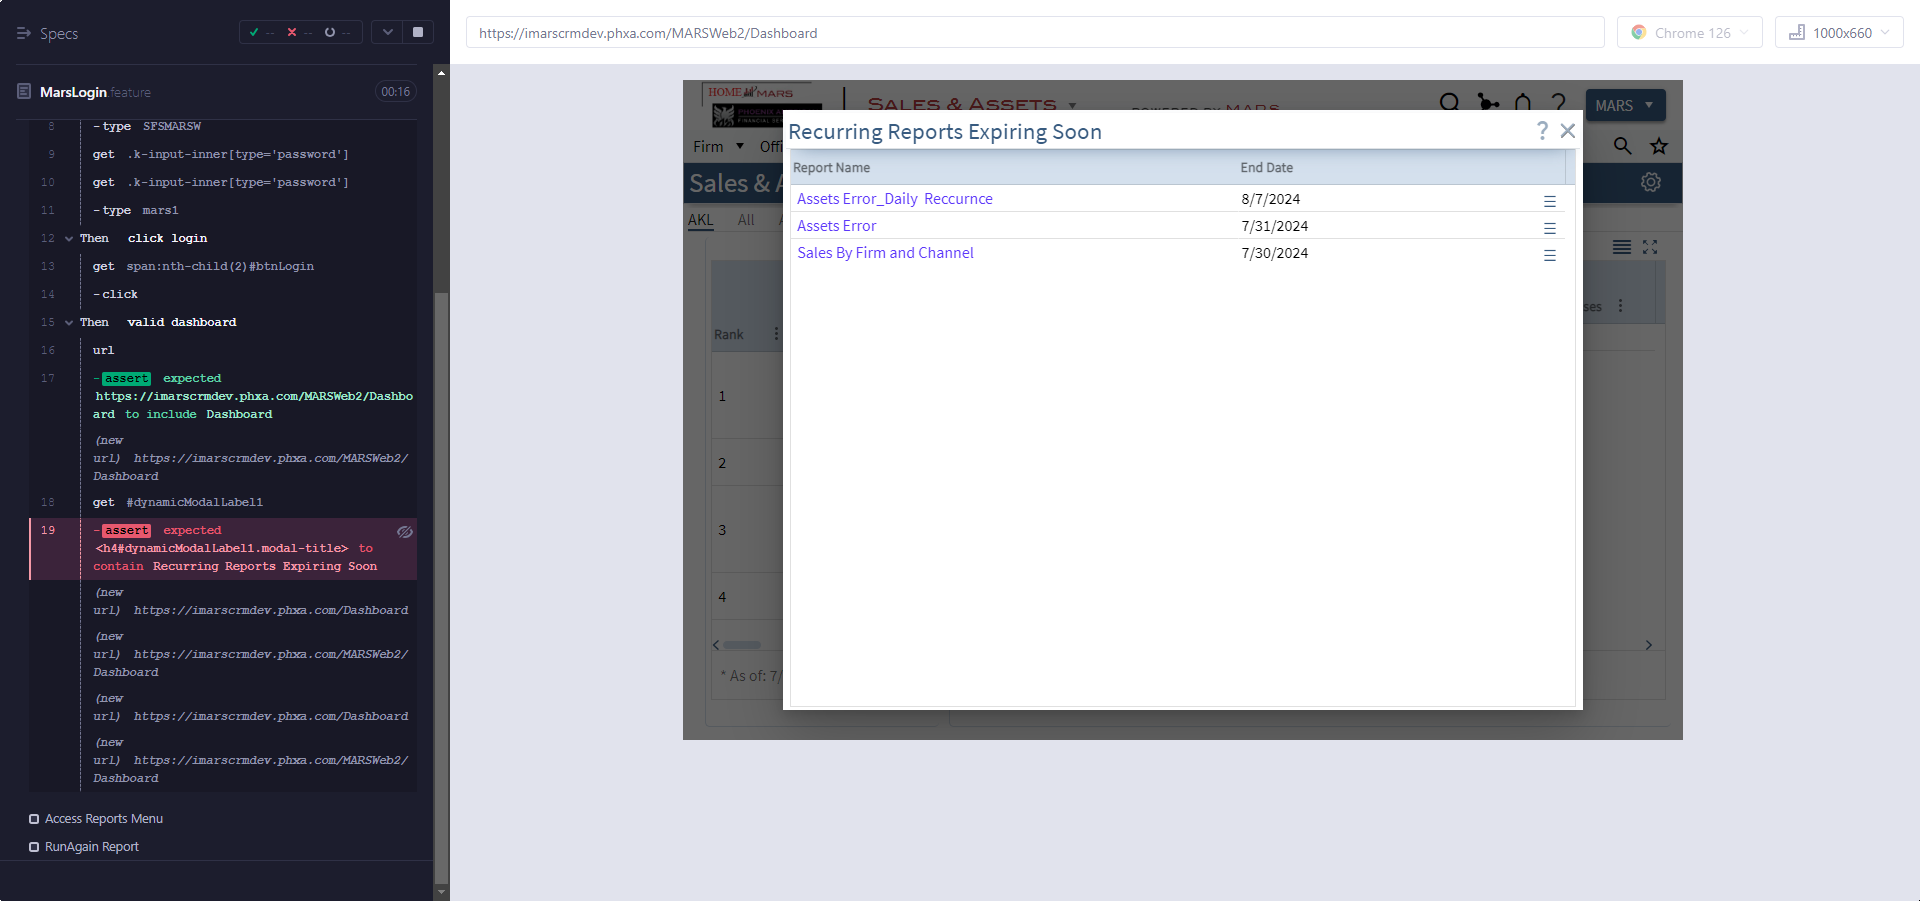 Specs
-- -- --
MarsLogin feature
00:16
8 -type SFSMARSW
9 get .k-input-inner[type='password']
10 get .k-input-inner[type='password']
11 -type mars1
12 Then click login
13 get span:nth-child(2)#btnLogin
14 -click
15 Then valid dashboard
16 url
17 -assert expected
https://imarscrmdev.phxa.com/MARSWeb2/Dashbo
ard to include Dashboard
(new
url) https://imarscrmdev.phxa.com/MARSWeb2/
Dashboard
18 get #dynamicModalLabel1
19 -assert expected
<h4#dynamicModalLabel1.modal-title> to
contain Recurring Reports Expiring Soon
(new
url) https://imarscrmdev.phxa.com/Dashboard
(new
url) https://imarscrmdev.phxa.com/MARSWeb2/
Dashboard
(new
url) https://imarscrmdev.phxa.com/Dashboard
(new
url) https://imarscrmdev.phxa.com/MARSWeb2/
Dashboard
Access Reports Menu
RunAgain Report
https://imarscrmdev.phxa.com/MARSWeb2/Dashboard
Chrome 126
1000x660
HOME MARS
SALES & ASSETS
POWERED BY MARS
MARS
Firm
Offi
Sales & A
AKL All
Rank
ses
1
2
3
4
* As of: 7/
Recurring Reports Expiring Soon
Report Name End Date
Assets Error_Daily Reccurnce 8/7/2024
Assets Error 7/31/2024
Sales By Firm and Channel 7/30/2024